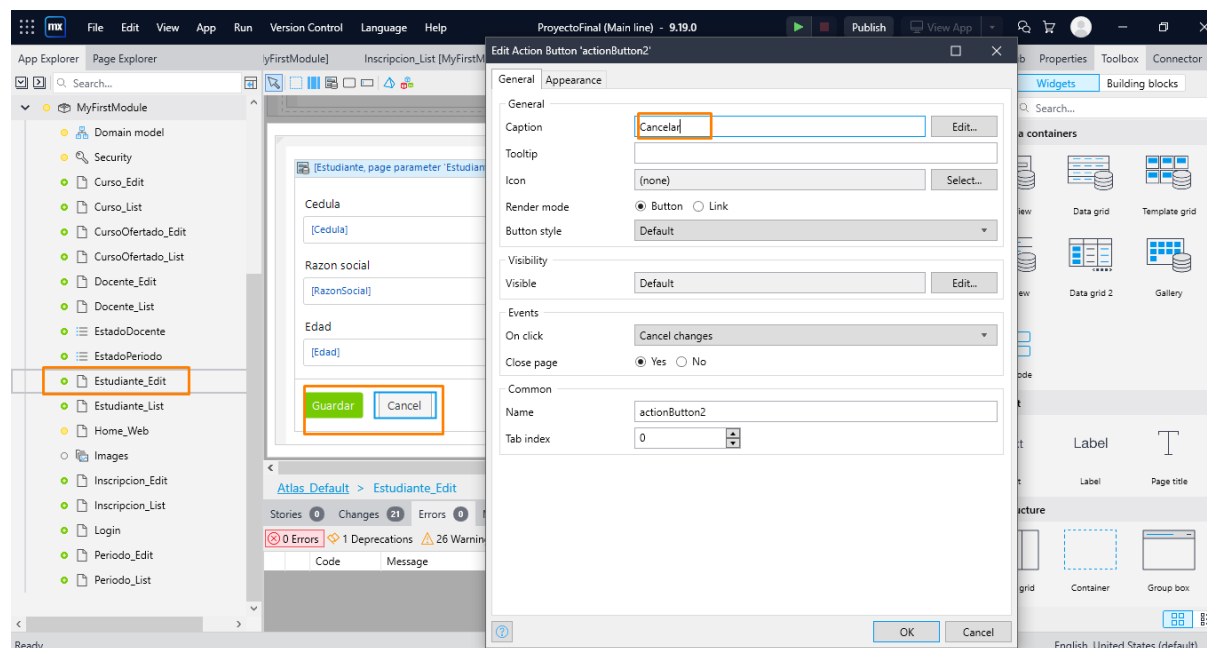 mx File Edit View App Run Version Control Language Help ProyectoFinal (Main line) - 9.19.0 Publish View App
App Explorer Page Explorer
Search...
MyFirstModule
Domain model
Security
Curso_Edit
Curso_List
CursoOfertado_Edit
CursoOfertado_List
Docente_Edit
Docente_List
EstadoDocente
EstadoPeriodo
Estudiante_Edit
Estudiante_List
Home_Web
Images
Inscripcion_Edit
Inscripcion_List
Login
Periodo_Edit
Periodo_List
Ready
lyFirstModule] Inscripcion_List [MyFirstM
[Estudiante, page parameter 'Estudian
Cedula
[Cedula]
Razon social
[RazonSocial]
Edad
[Edad]
Guardar Cancel
Atlas_Default > Estudiante_Edit
Stories 0 Changes 21 Errors 0
0 Errors 1 Deprecations 26 Warnin
Code Message
Edit Action Button 'actionButton2'
General Appearance
General
Caption Cancelar Edit...
Tooltip
Icon (none) Select...
Render mode Button Link
Button style Default
Visibility
Visible Default Edit...
Events
On click Cancel changes
Close page Yes No
Common
Name actionButton2
Tab index 0
OK Cancel
Properties Toolbox Connector
Widgets Building blocks
Search...
a containers
iew Data grid Template grid
ew Data grid 2 Gallery
ode
Label
Label Page title
ucture
grid Container Group box
English, United States (default)